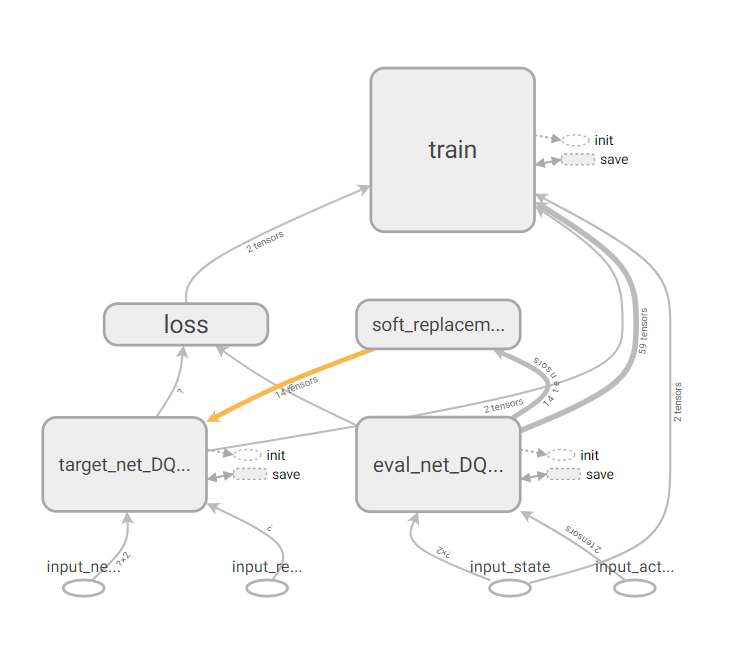 train
init
save
2 tensors
loss
soft_replacem...
59 tensors
14 tensors
14 tensors
?
2 tensors
2 tensors
target_net_DQ...
init
save
eval_net_DQ...
init
save
?×2
?
?×2
2 tensors
input_ne...
input_re...
input_state
input_act...